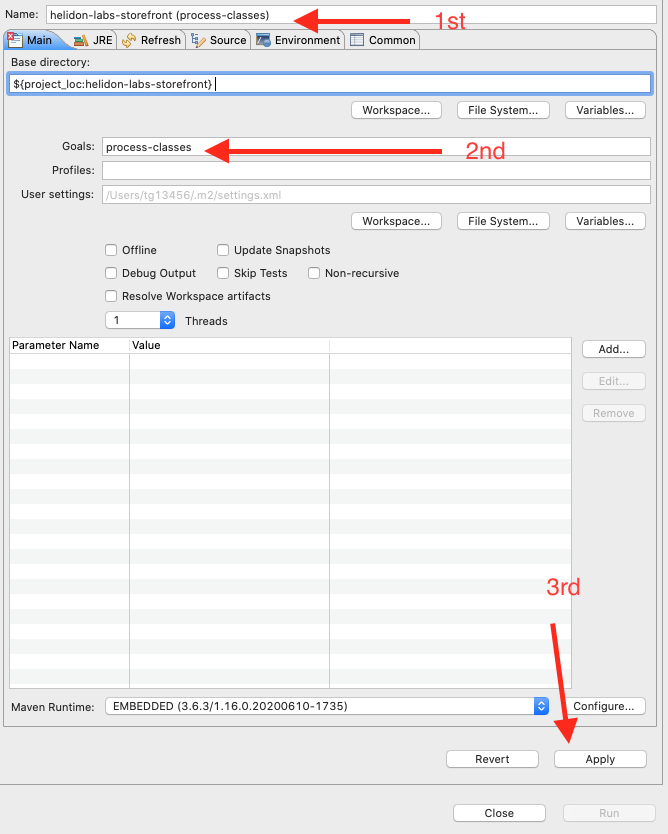 Name: helidon-labs-storefront (process-classes) 1st
Main JRE Refresh Source Environment Common
Base directory:
${project_loc:helidon-labs-storefront}
Workspace... File System... Variables...
Goals: process-classes 2nd
Profiles:
User settings: /Users/tg13456/.m2/settings.xml
Workspace... File System... Variables...
Offline Update Snapshots
Debug Output Skip Tests Non-recursive
Resolve Workspace artifacts
1 Threads
Parameter Name Value
Add...
Edit...
Remove
3rd
Maven Runtime: EMBEDDED (3.6.3/1.16.0.20200610-1735) Configure...
Revert Apply
Close Run